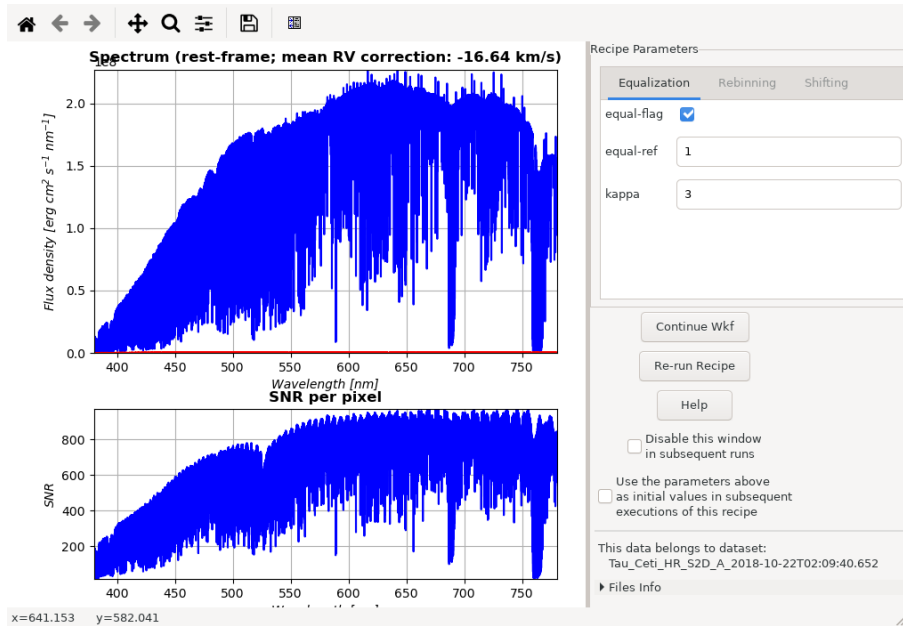 Spectrum (rest-frame; mean RV correction: -16.64 km/s)
1e8
Flux density [erg cm² s⁻¹ nm⁻¹]
2.0
1.5
1.0
0.5
0.0
400 450 500 550 600 650 700 750
Wavelength [nm]
SNR per pixel
SNR
800
600
400
200
400 450 500 550 600 650 700 750
Recipe Parameters
Equalization Rebinning Shifting
equal-flag
equal-ref 1
kappa 3
Continue Wkf
Re-run Recipe
Help
Disable this window
in subsequent runs
Use the parameters above
as initial values in subsequent
executions of this recipe
This data belongs to dataset:
Tau_Ceti_HR_S2D_A_2018-10-22T02:09:40.652
Files Info
x=641.153 y=582.041